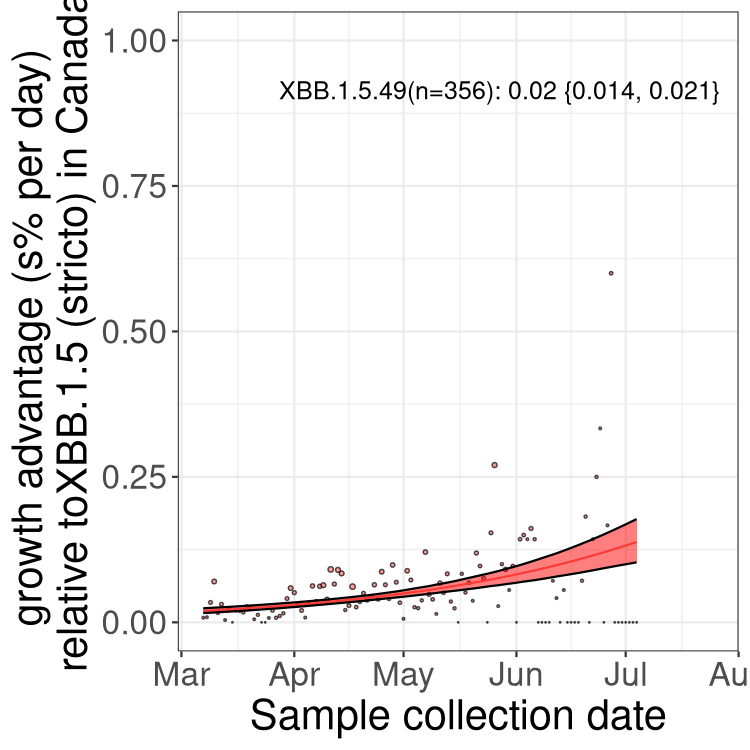 growth advantage (s% per day)
relative toXBB.1.5 (stricto) in Canada
1.00
0.75
0.50
0.25
0.00
XBB.1.5.49(n=356): 0.02 {0.014, 0.021}
Mar Apr May Jun Jul Au
Sample collection date